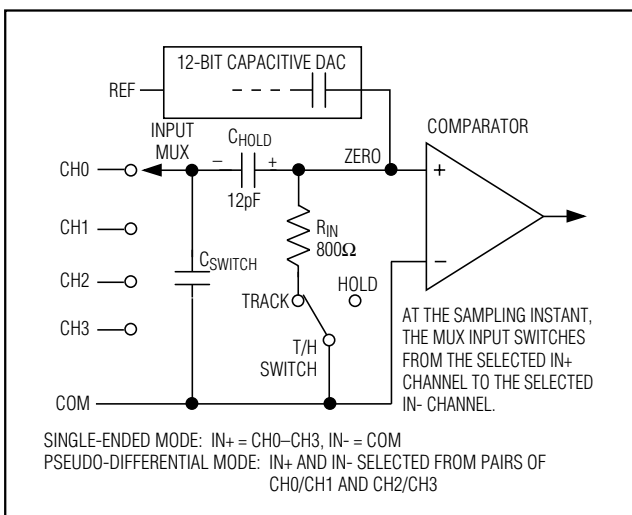 12-BIT CAPACITIVE DAC
REF
INPUT
MUX
C_HOLD
12pF
ZERO
COMPARATOR
CH0
CH1
CH2
CH3
C_SWITCH
R_IN
800Ω
TRACK
HOLD
T/H
SWITCH
COM
− +
+
−
AT THE SAMPLING INSTANT,
THE MUX INPUT SWITCHES
FROM THE SELECTED IN+
CHANNEL TO THE SELECTED
IN- CHANNEL.
SINGLE-ENDED MODE: IN+ = CH0–CH3, IN- = COM
PSEUDO-DIFFERENTIAL MODE: IN+ AND IN- SELECTED FROM PAIRS OF
CH0/CH1 AND CH2/CH3